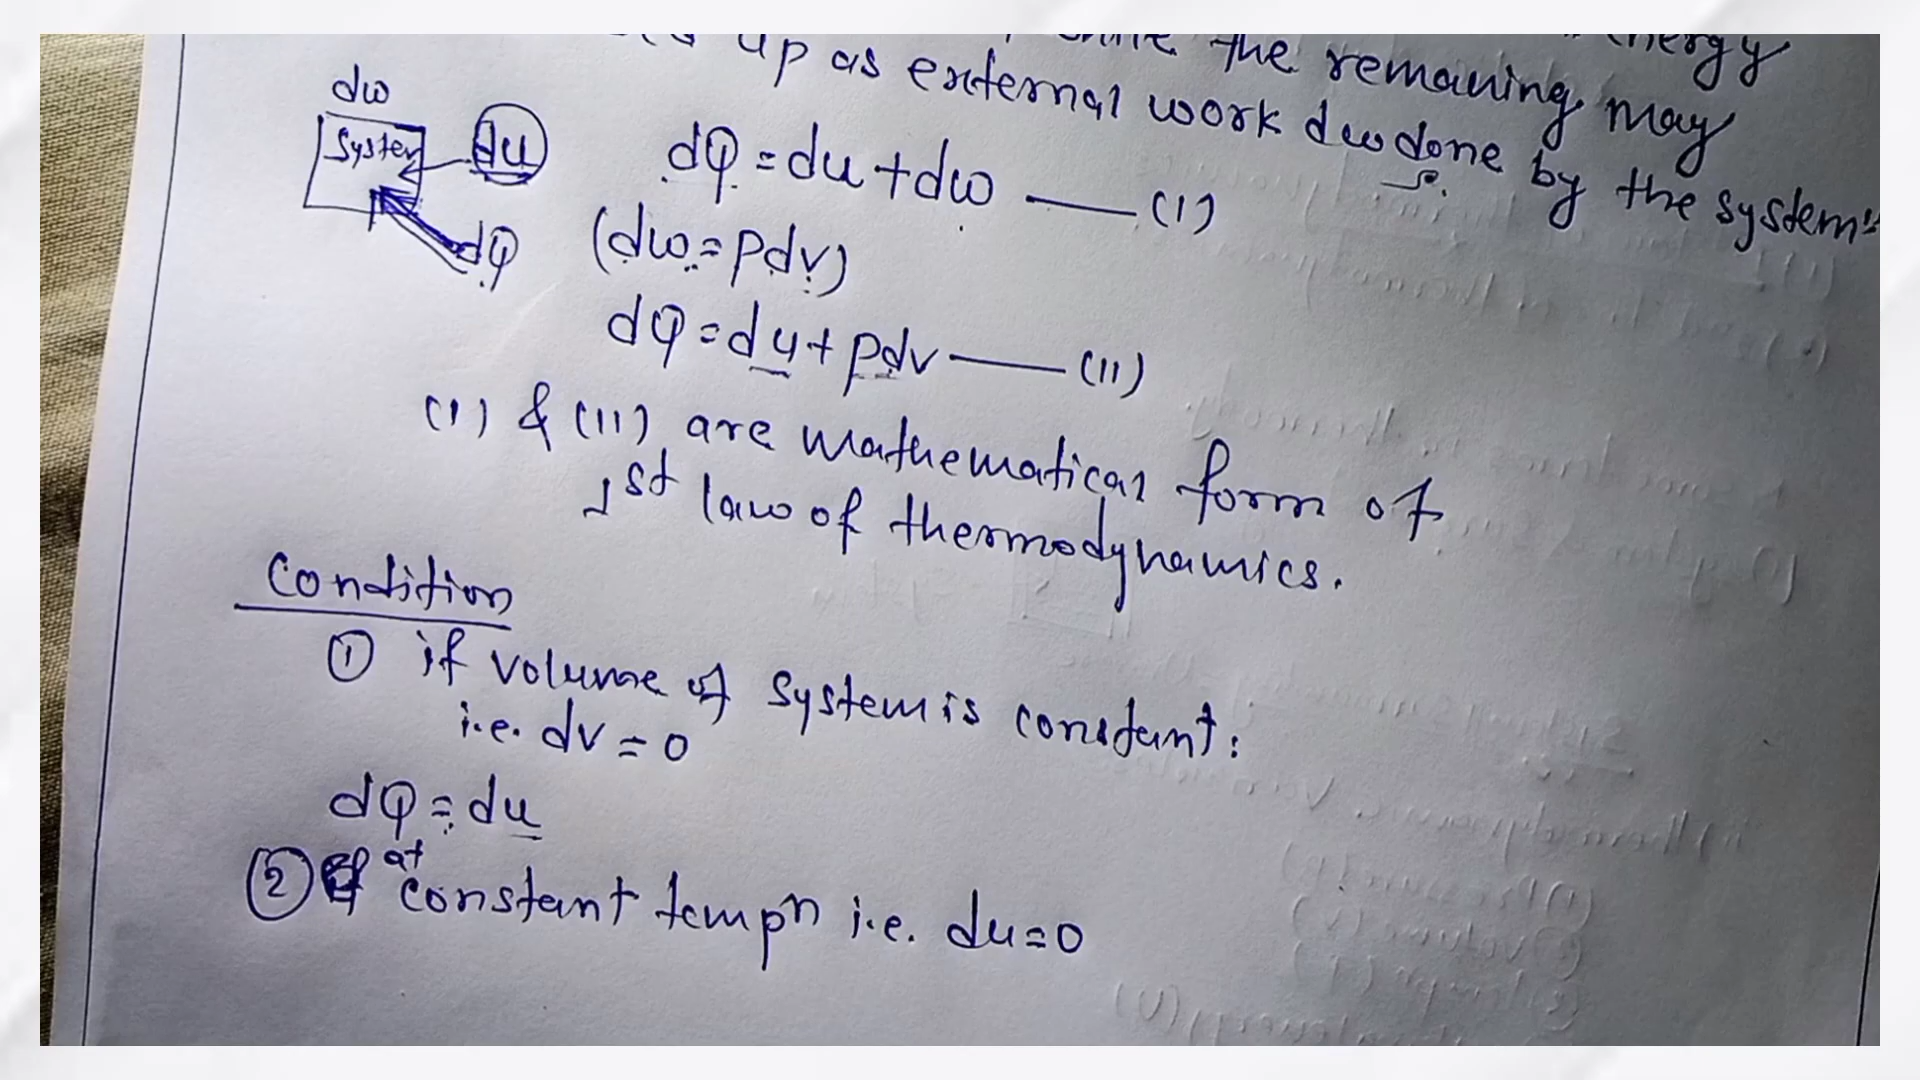 the remaining may
up as external work dw done by the system"
dw
System
du
dQ
dQ = du + dw —— (I)
(dw = pdv)
dQ = du + pdv —— (II)
(I) & (II) are mathematical form of
1st law of thermodynamics.
Condition
① if volume of system is constant:
i.e. dv = 0
dQ = du
② at constant tempn i.e. du = 0